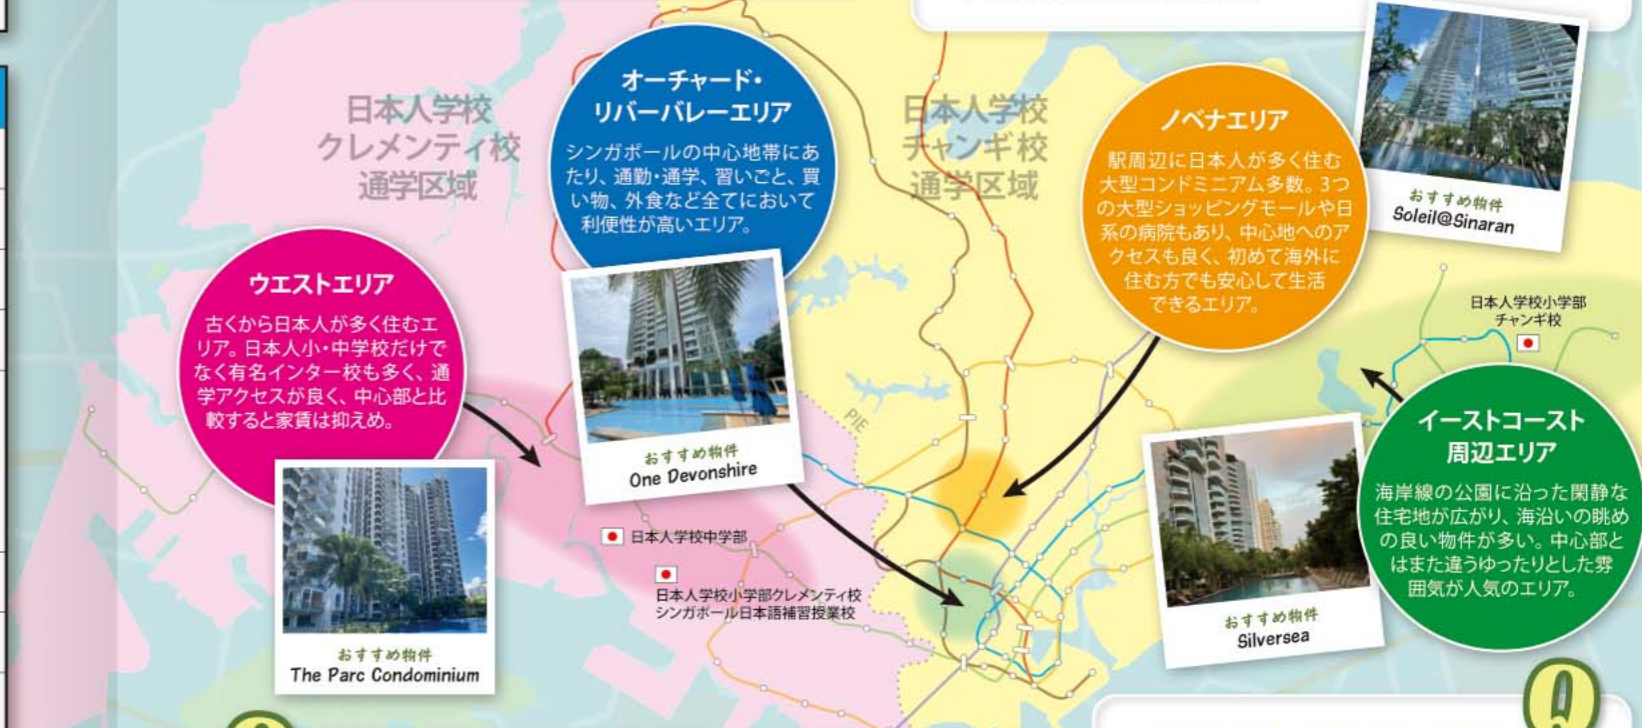 日本人学校
クレメンティ校
通学区域
オーチャード・
リバーバレーエリア
シンガポールの中心地帯にあ
たり、通勤・通学、習いごと、買
い物、外食など全てにおいて
利便性が高いエリア。
日本人学校
チャンギ校
通学区域
ノベナエリア
駅周辺に日本人が多く住む
大型コンドミニアム多数。3つ
の大型ショッピングモールや日
系の病院もあり、中心地へのア
クセスも良く、初めて海外に
住む方でも安心して生活
できるエリア。
おすすめ物件
Soleil@Sinaran
ウエストエリア
古くから日本人が多く住むエ
リア。日本人小・中学校だけで
なく有名インター校も多く、通
学アクセスが良く、中心部と比
較すると家賃は抑えめ。
おすすめ物件
The Parc Condominium
おすすめ物件
One Devonshire
PIE
日本人学校小学部
チャンギ校
イーストコースト
周辺エリア
海岸線の公園に沿った閑静な
住宅地が広がり、海沿いの眺め
の良い物件が多い。中心部と
はまた違うゆったりとした雰
囲気が人気のエリア。
おすすめ物件
Silversea
日本人学校中学部
日本人学校小学部クレメンティ校
シンガポール日本語補習授業校
Q